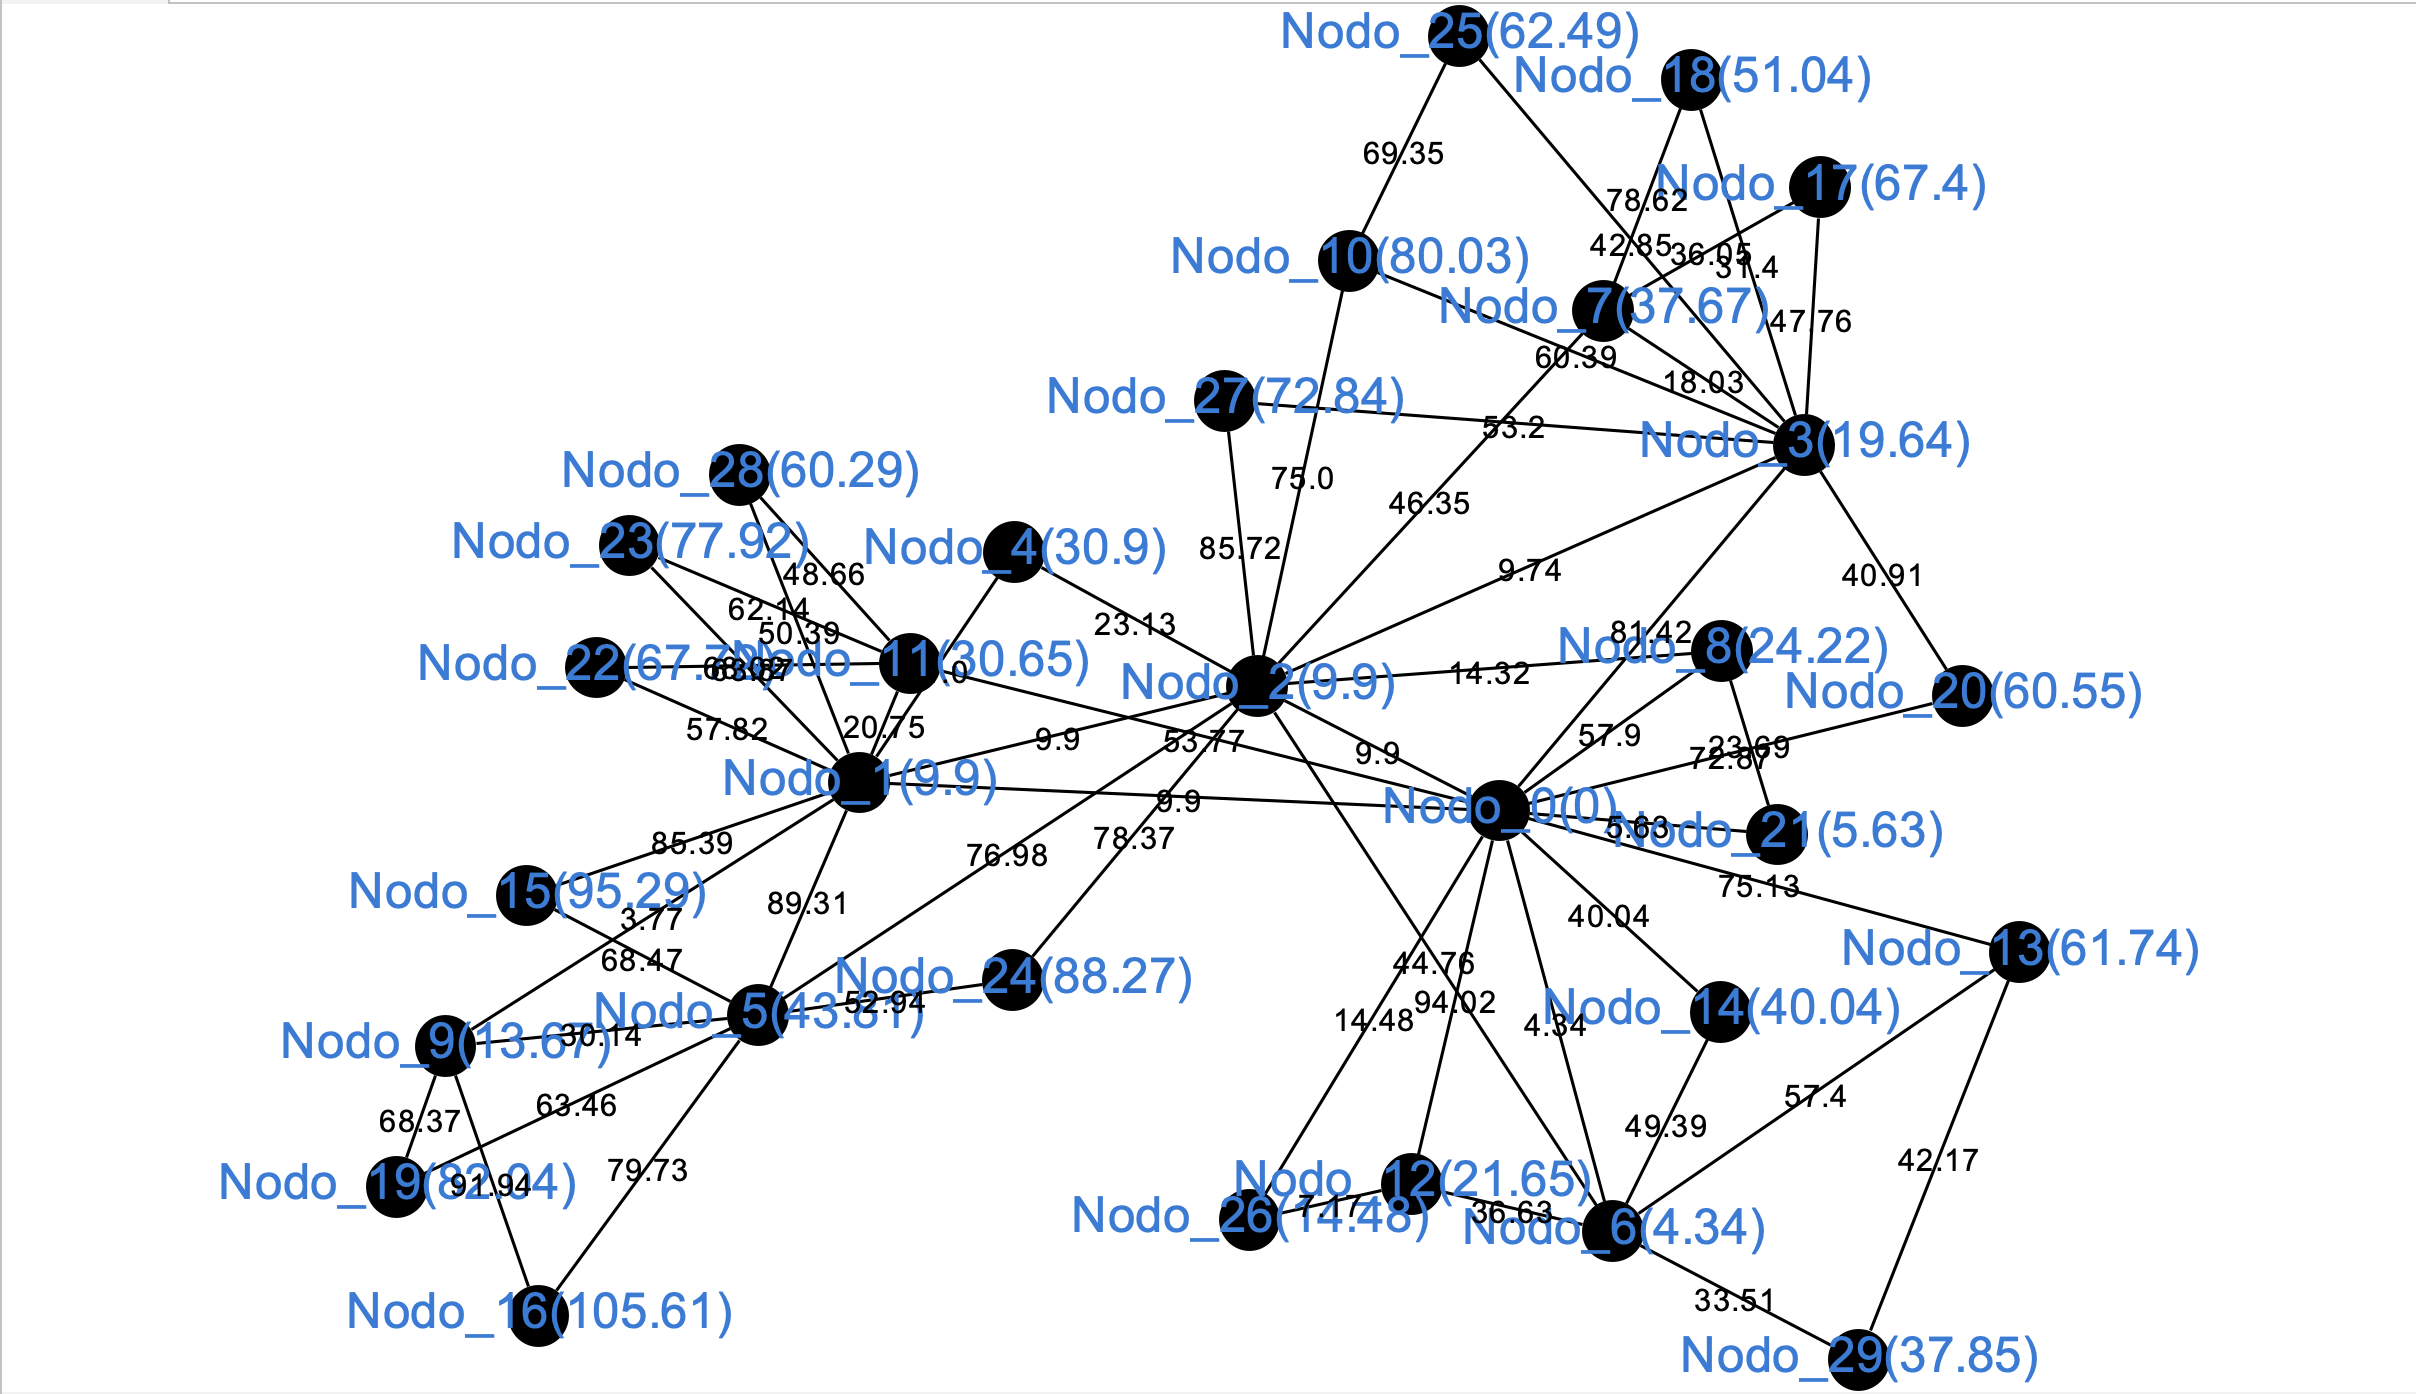 Nodo_25(62.49)
Nodo_18(51.04)
69.35
Nodo_17(67.4)
78.62
42.85
36.05
31.4
Nodo_10(80.03)
Nodo_7(37.67)
47.76
60.39
18.03
Nodo_27(72.84)
53.2
Nodo_3(19.64)
Nodo_28(60.29)
75.0
46.35
Nodo_23(77.92)
Nodo_4(30.9)
85.72
48.66
9.74
40.91
62.14
50.39
23.13
81.42
Nodo_8(24.22)
Nodo_22(67.72)
Nodo_11(30.65)
14.32
Nodo_2(9.9)
Nodo_20(60.55)
57.82
20.75
9.9
53.77
9.9
57.9
23.69
72.87
Nodo_1(9.9)
9.9
Nodo_0(0)
5.63
Nodo_21(5.63)
85.39
78.37
76.98
75.13
Nodo_15(95.29)
3.77
89.31
40.04
68.47
44.76
Nodo_13(61.74)
Nodo_24(88.27)
52.94
94.02
14.48
4.34
Nodo_14(40.04)
Nodo_5(43.81)
Nodo_9(13.67)
30.14
63.46
68.37
57.4
49.39
79.73
42.17
Nodo_19(82.04)
91.94
Nodo_12(21.65)
7.17
36.63
Nodo_26(14.48)
Nodo_6(4.34)
33.51
Nodo_16(105.61)
Nodo_29(37.85)